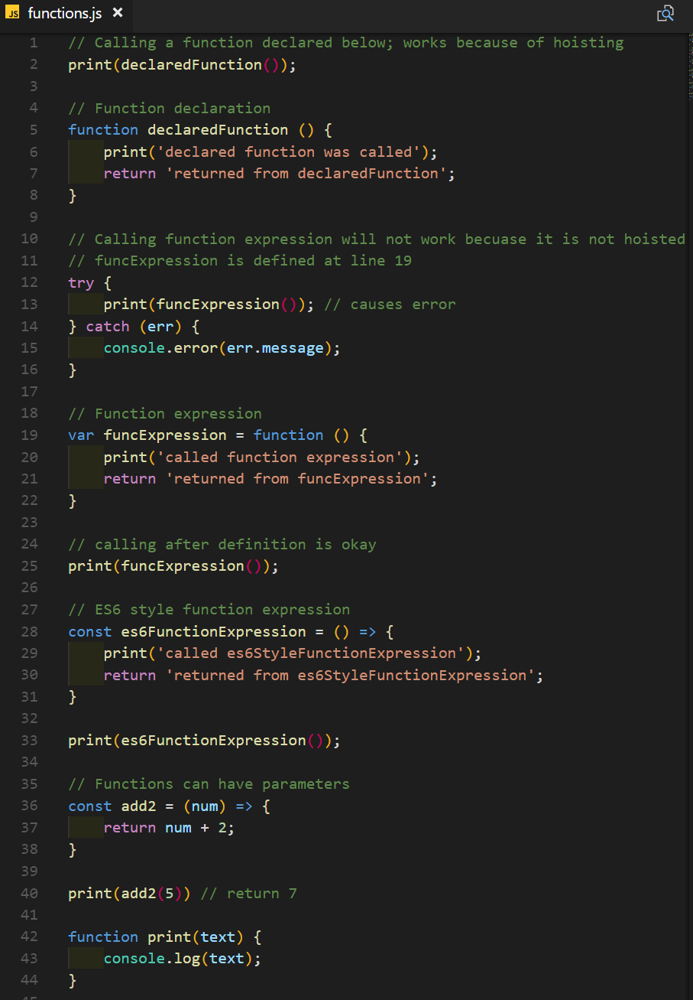 JS functions.js ×
1 // Calling a function declared below; works because of hoisting
2 print(declaredFunction());
3
4 // Function declaration
5 function declaredFunction () {
6     print('declared function was called');
7     return 'returned from declaredFunction';
8 }
9
10 // Calling function expression will not work becuase it is not hoisted
11 // funcExpression is defined at line 19
12 try {
13     print(funcExpression()); // causes error
14 } catch (err) {
15     console.error(err.message);
16 }
17
18 // Function expression
19 var funcExpression = function () {
20     print('called function expression');
21     return 'returned from funcExpression';
22 }
23
24 // calling after definition is okay
25 print(funcExpression());
26
27 // ES6 style function expression
28 const es6FunctionExpression = () => {
29     print('called es6StyleFunctionExpression');
30     return 'returned from es6StyleFunctionExpression';
31 }
32
33 print(es6FunctionExpression());
34
35 // Functions can have parameters
36 const add2 = (num) => {
37     return num + 2;
38 }
39
40 print(add2(5)) // return 7
41
42 function print(text) {
43     console.log(text);
44 }
45